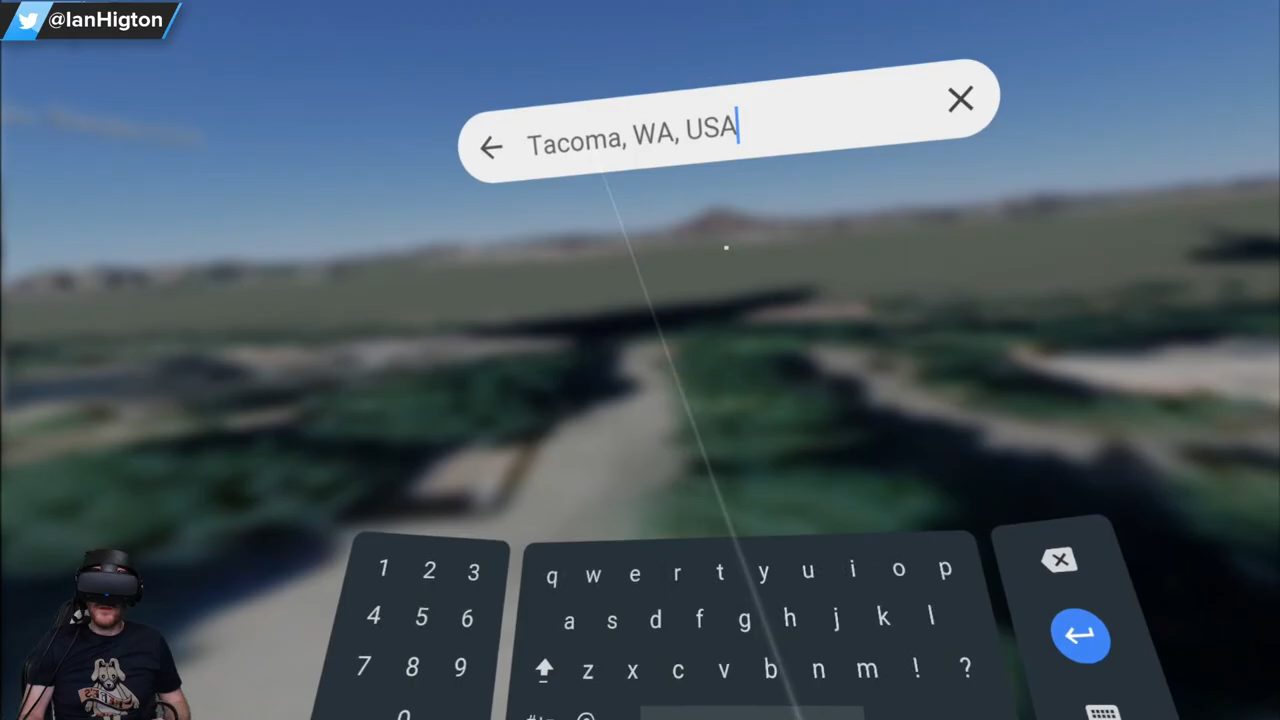 @IanHigton
Tacoma, WA, USA
1 2 3
q w e r t y u i o p
4 5 6
a s d f g h j k l
7 8 9
z x c v b n m ! ?
0